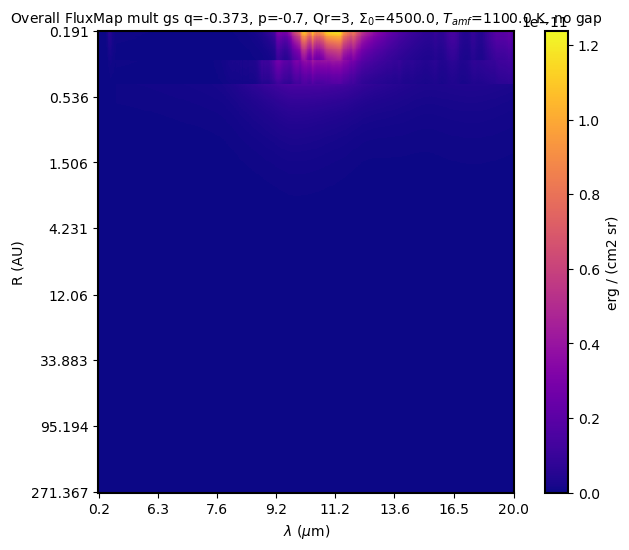 Overall FluxMap mult gs q=-0.373, p=-0.7, Qr=3, Σ₀=4500.0, T_amf=1100.0 K, no gap
1e−11
0.191
0.536
1.506
4.231
12.06
33.883
95.194
271.367
R (AU)
0.2 6.3 7.6 9.2 11.2 13.6 16.5 20.0
λ (μm)
1.2
1.0
0.8
0.6
0.4
0.2
0.0
erg / (cm2 sr)